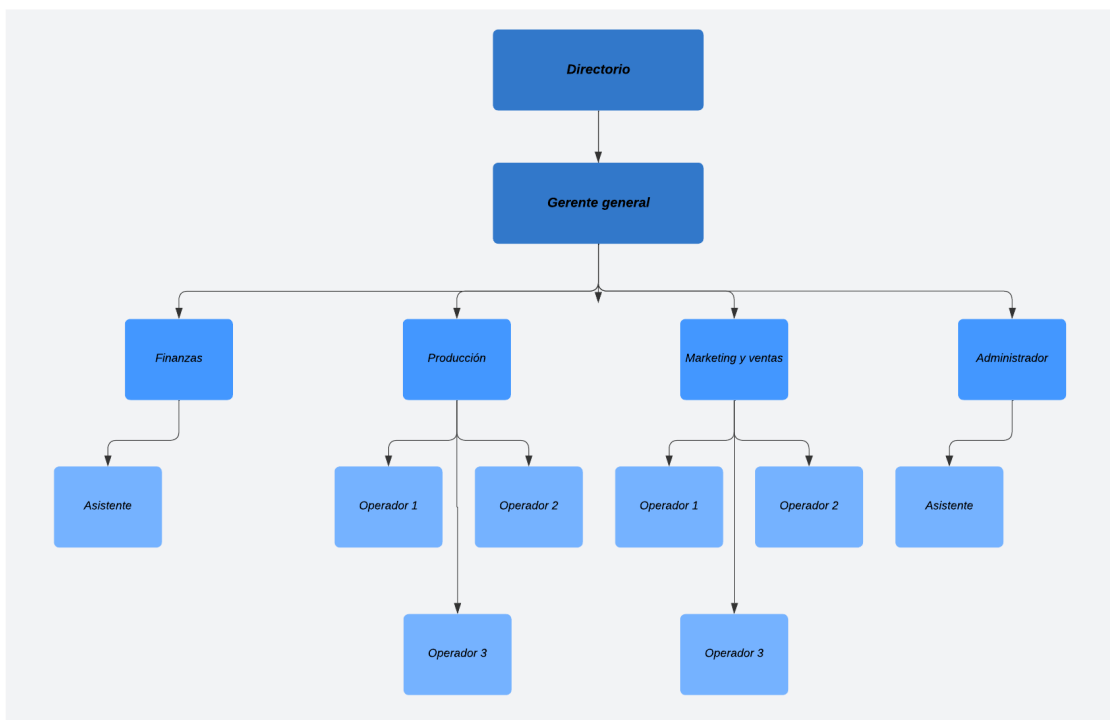 Directorio
Gerente general
Finanzas
Producción
Marketing y ventas
Administrador
Asistente
Operador 1
Operador 2
Operador 1
Operador 2
Asistente
Operador 3
Operador 3